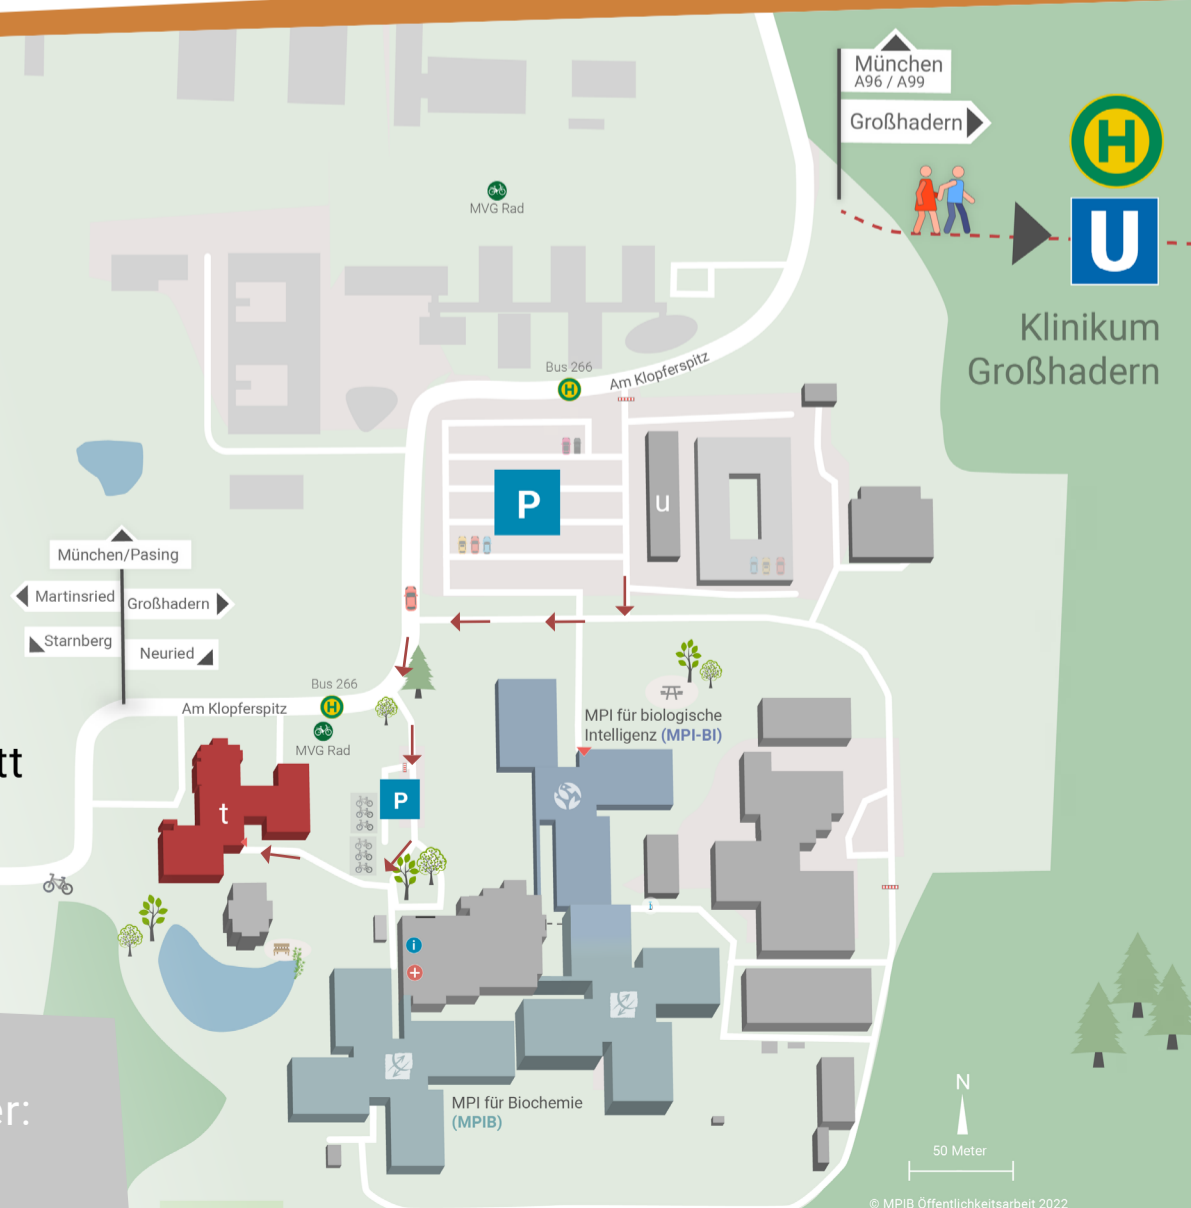 München
A96 / A99
Großhadern
H
U
Klinikum
Großhadern
MVG Rad
Bus 266
H
Am Klopferspitz
P
u
München/Pasing
Martinsried
Großhadern
Starnberg
Neuried
Bus 266
H
Am Klopferspitz
MVG Rad
MPI für biologische
Intelligenz (MPI-BI)
tt
t
P
i
i
MPI für Biochemie
(MPIB)
er:
N
50 Meter
© MPIB Öffentlichkeitsarbeit 2022